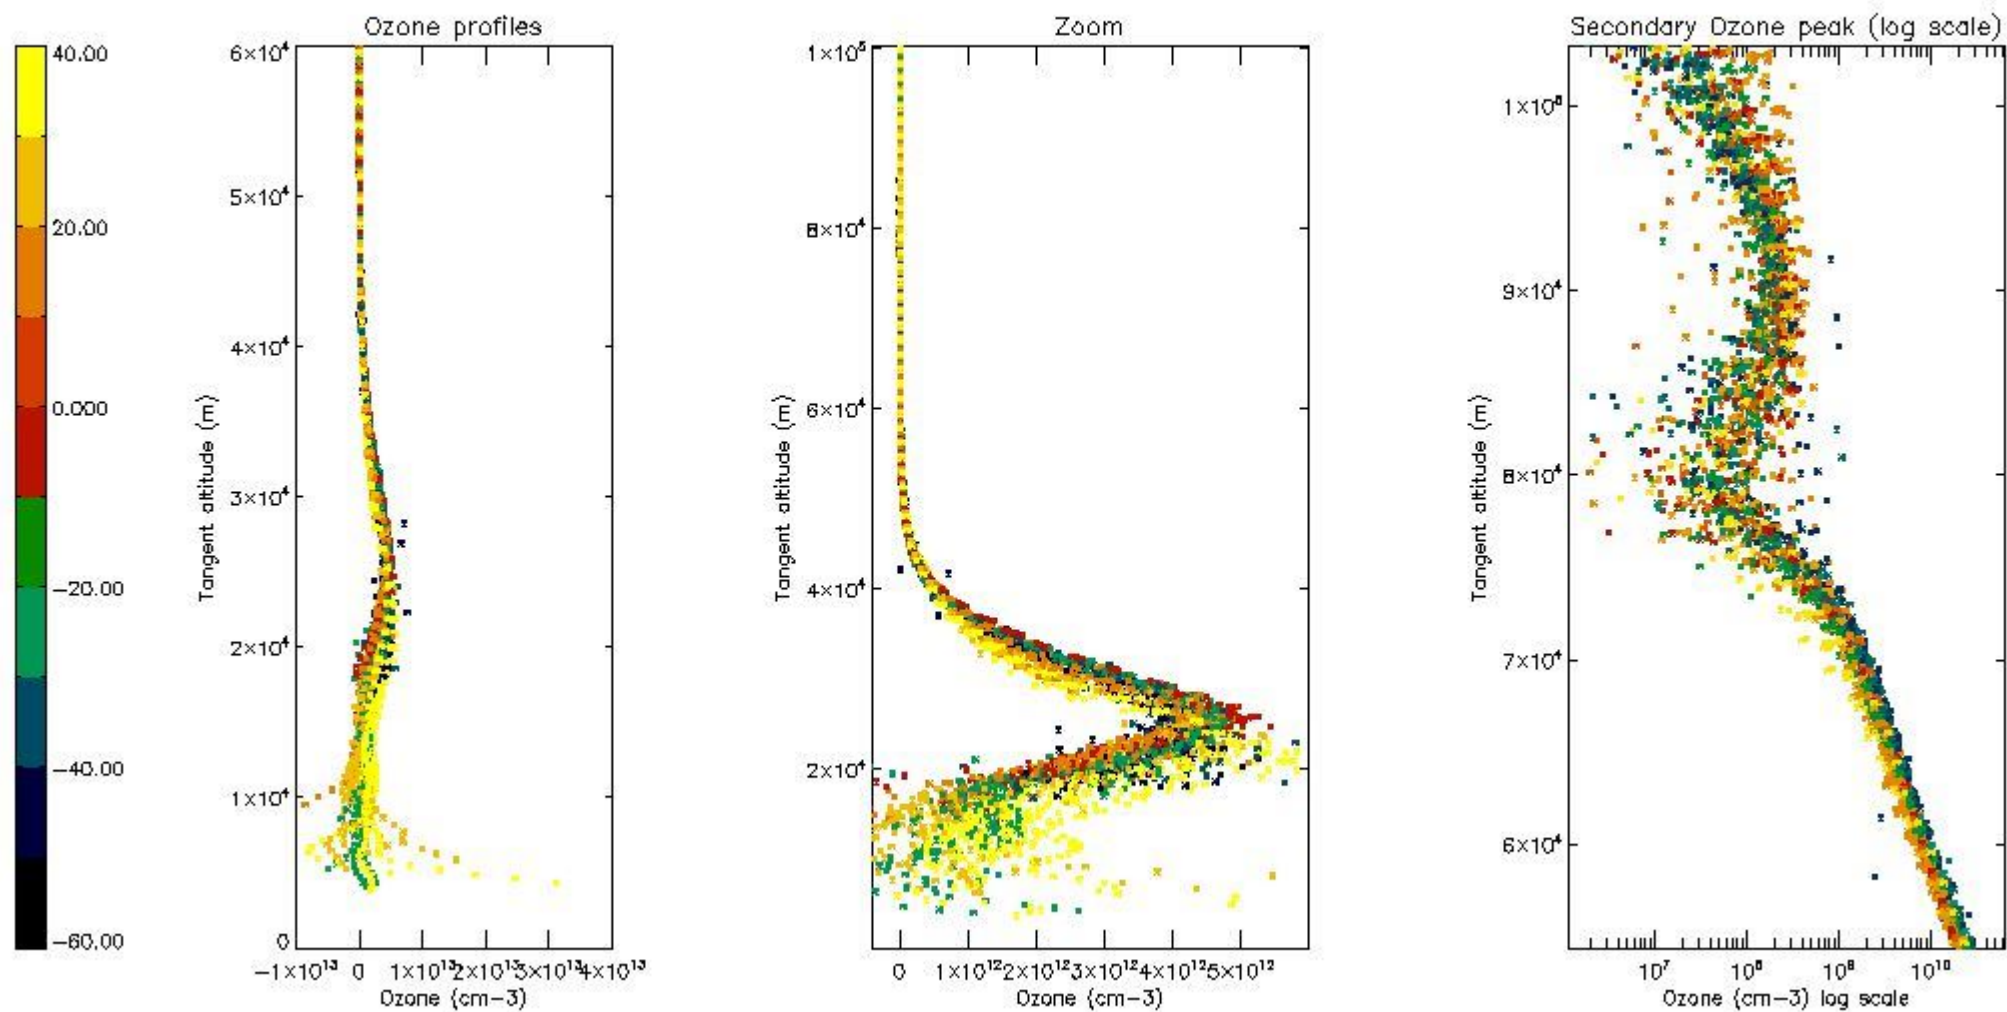 Ozone profiles
Zoom
Secondary Ozone peak (log scale)
40.00
20.00
0.000
−20.00
−40.00
−60.00
6×10⁴
5×10⁴
4×10⁴
3×10⁴
2×10⁴
1×10⁴
0
Tangent altitude (m)
−1×10¹³ 0 1×10¹³ 2×10¹³ 3×10¹³ 4×10¹³
Ozone (cm−3)
1×10⁵
8×10⁴
6×10⁴
4×10⁴
2×10⁴
Tangent altitude (m)
0 1×10¹² 2×10¹² 3×10¹² 4×10¹² 5×10¹²
Ozone (cm−3)
1×10⁵
9×10⁴
8×10⁴
7×10⁴
6×10⁴
Tangent altitude (m)
10⁷ 10⁸ 10⁹ 10¹⁰
Ozone (cm−3) log scale